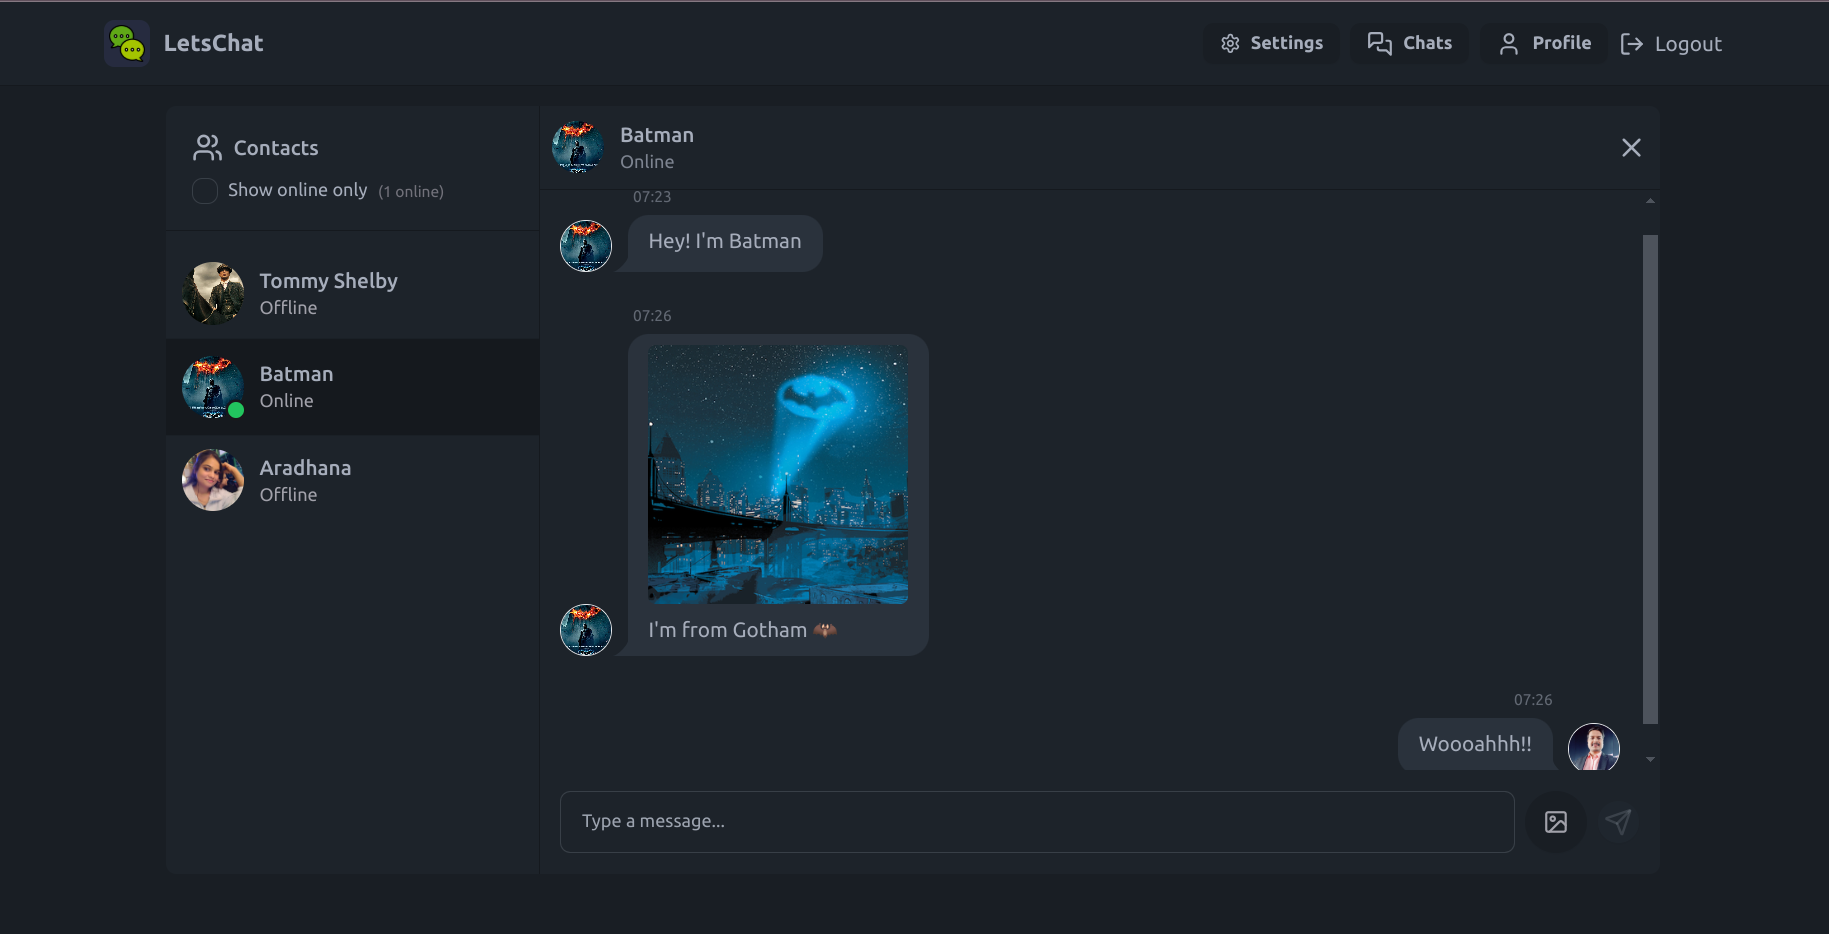 LetsChat
Settings
Chats
Profile
Logout
Contacts
Show online only (1 online)
Tommy Shelby
Offline
Batman
Online
Aradhana
Offline
Batman
Online
07:23
Hey! I'm Batman
07:26
I'm from Gotham 🦇
07:26
Woooahhh!!
Type a message...